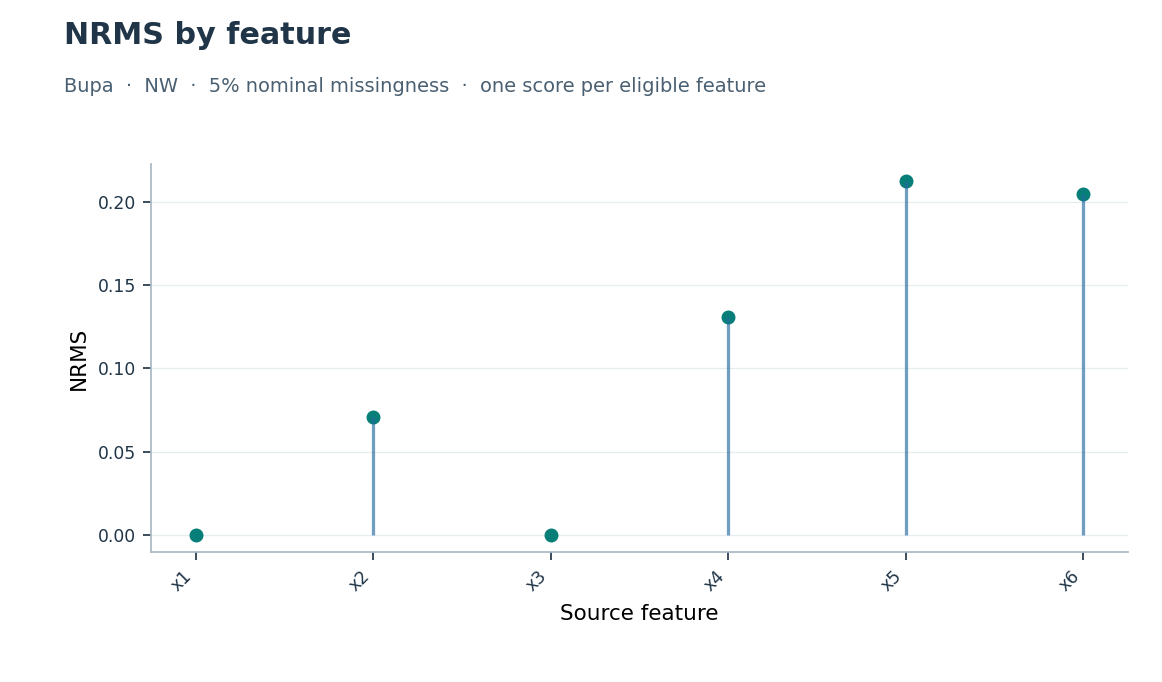 NRMS by feature
Bupa · NW · 5% nominal missingness · one score per eligible feature
0.20
0.15
0.10
0.05
0.00
NRMS
x1 x2 x3 x4 x5 x6
Source feature